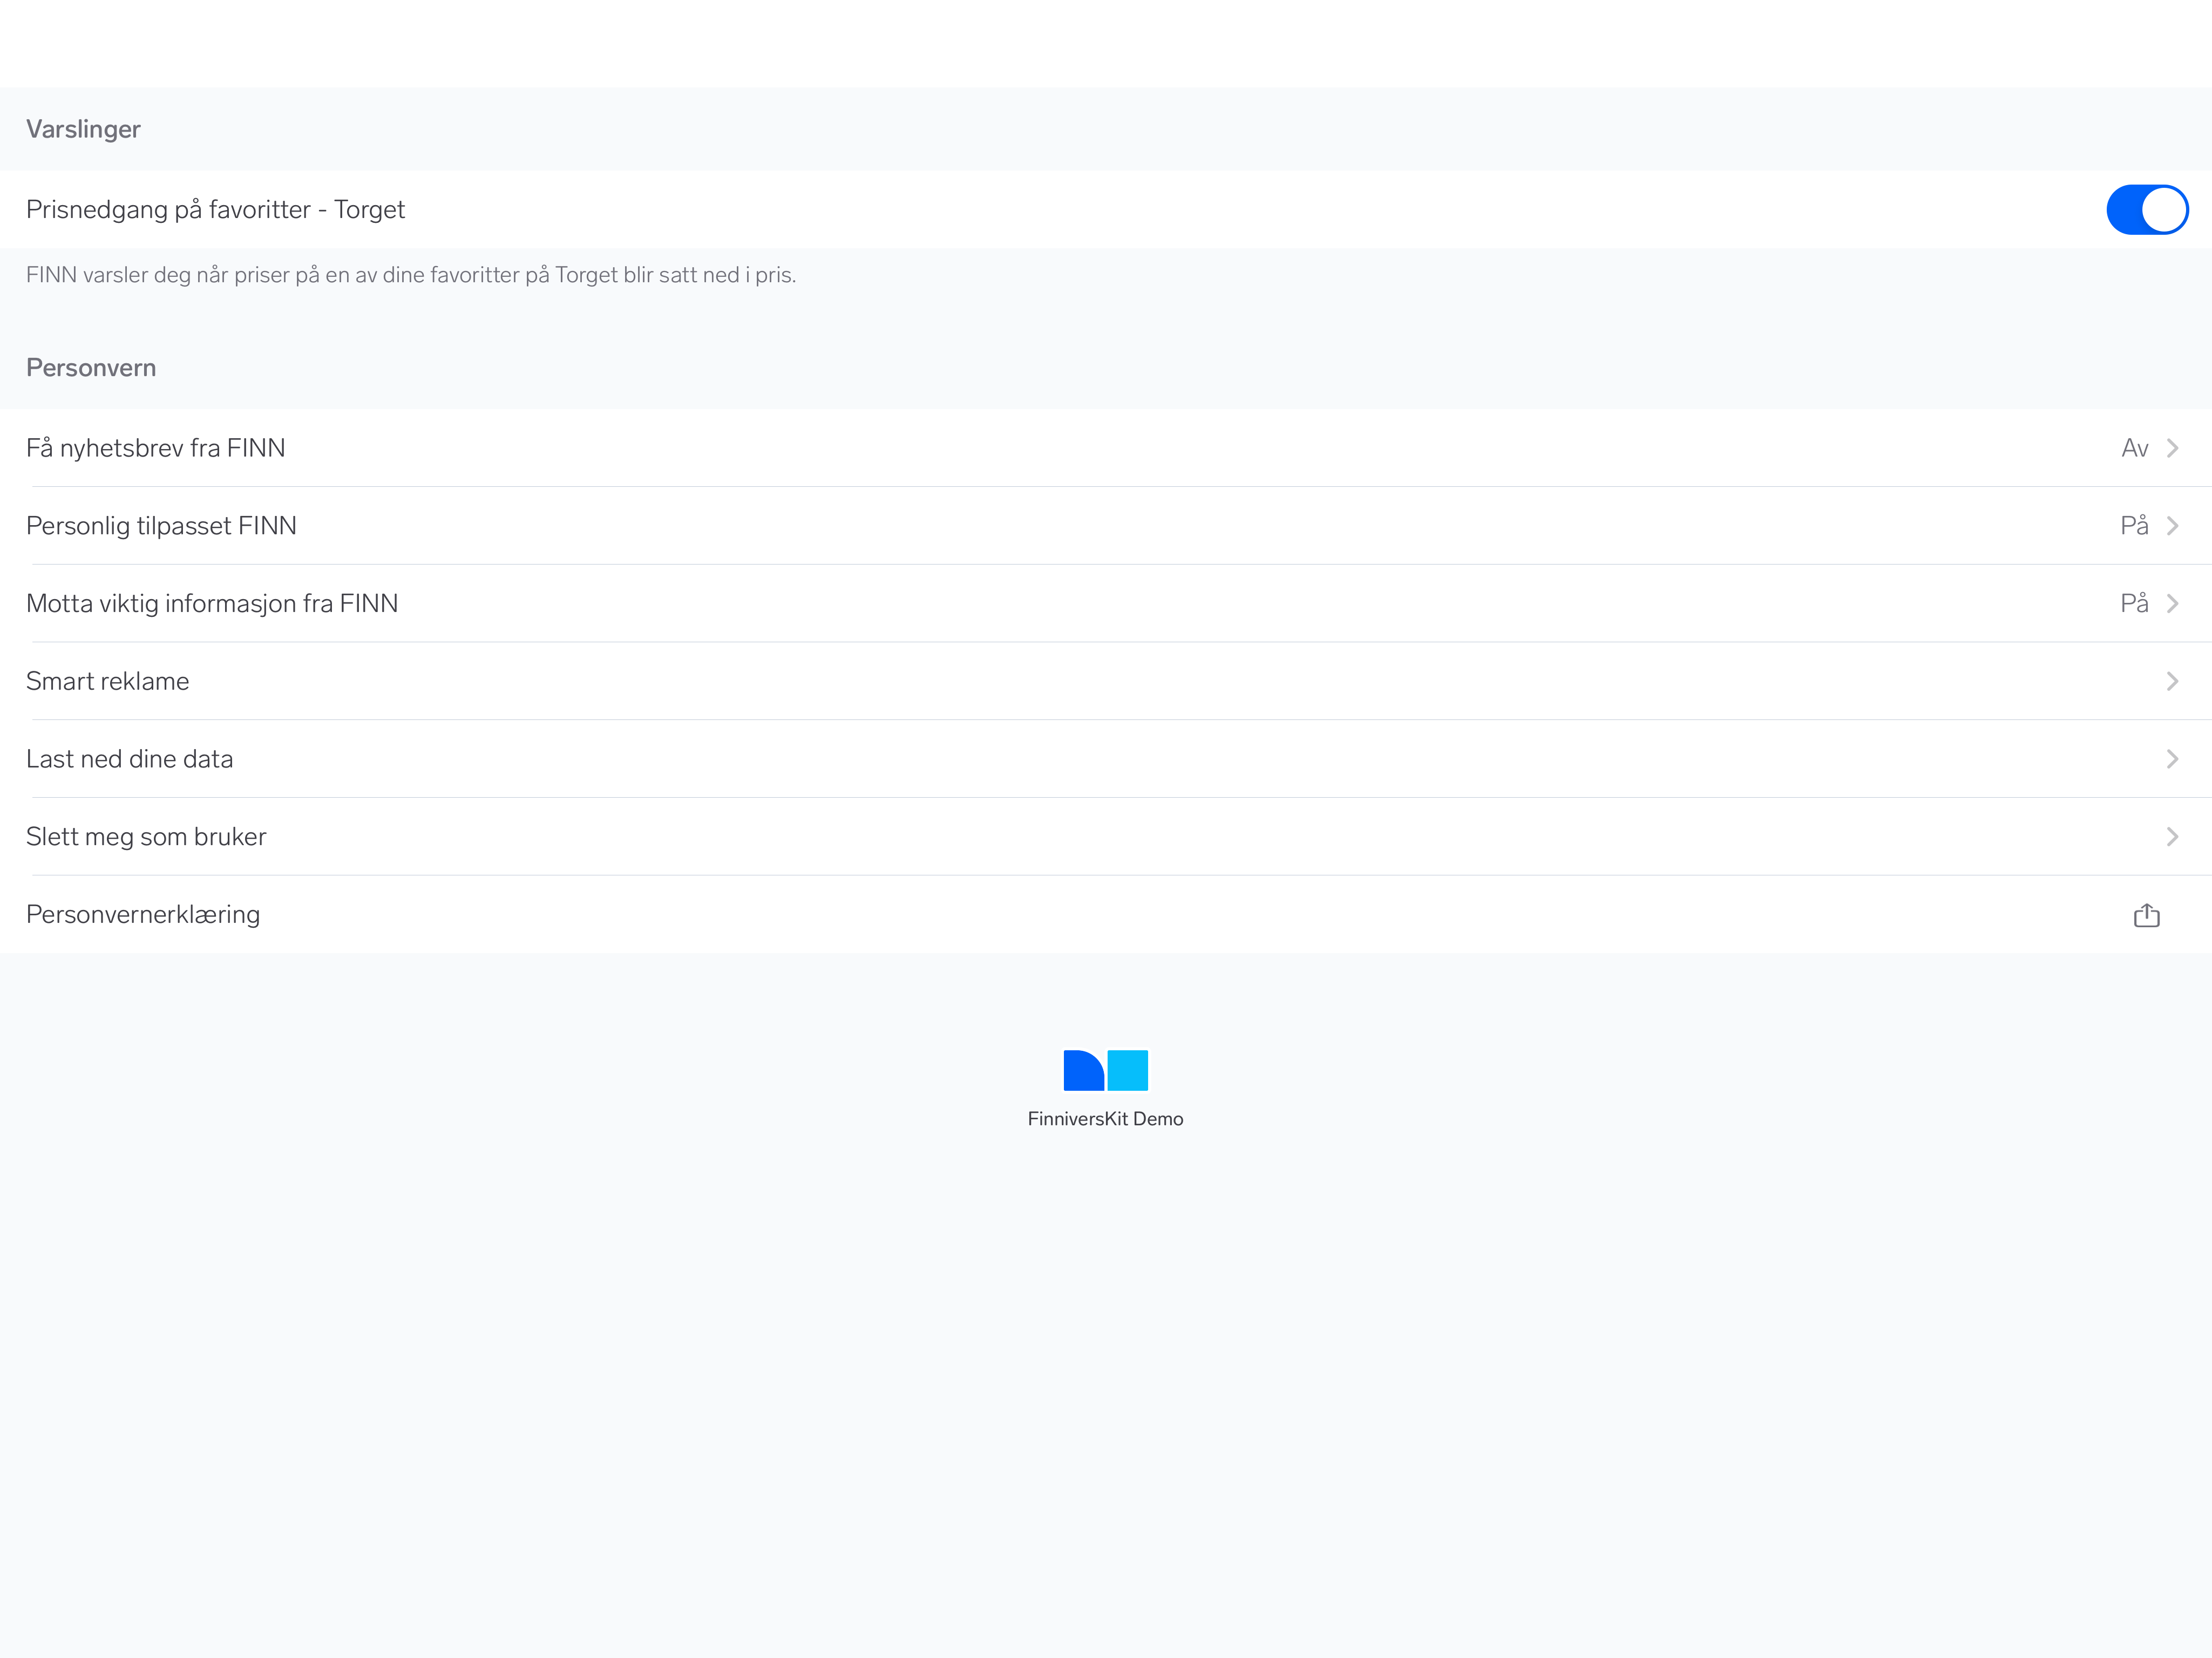 Varslinger
Prisnedgang på favoritter - Torget
FINN varsler deg når priser på en av dine favoritter på Torget blir satt ned i pris.
Personvern
Få nyhetsbrev fra FINN Av
Personlig tilpasset FINN På
Motta viktig informasjon fra FINN På
Smart reklame
Last ned dine data
Slett meg som bruker
Personvernerklæring
FinniversKit Demo